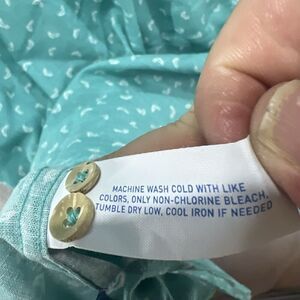 MACHINE WASH COLD WITH LIKE
COLORS, ONLY NON-CHLORINE BLEACH,
TUMBLE DRY LOW, COOL IRON IF NEEDED